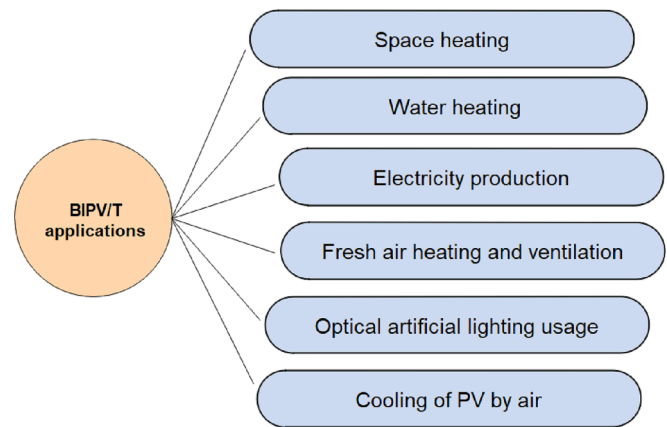 Space heating
Water heating
Electricity production
BIPV/T
applications
Fresh air heating and ventilation
Optical artificial lighting usage
Cooling of PV by air